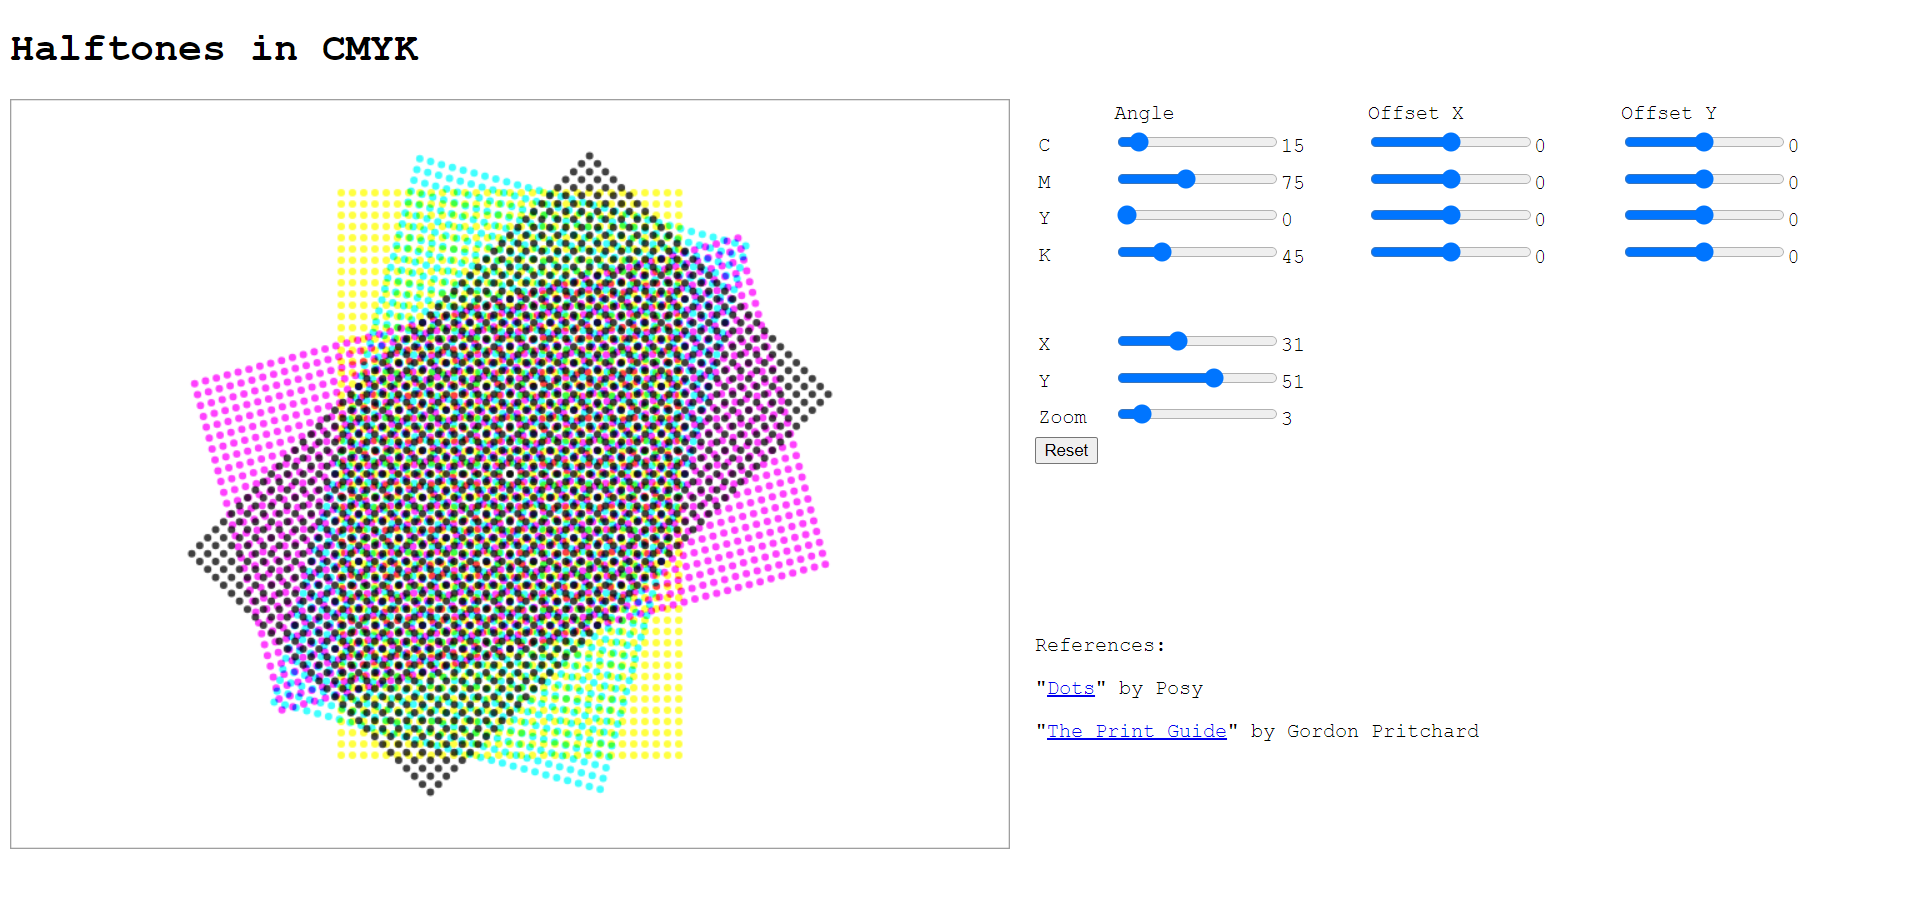 Halftones in CMYK
Angle Offset X Offset Y
C 15 0 0
M 75 0 0
Y 0 0 0
K 45 0 0
X 31
Y 51
Zoom 3
Reset
References:
"Dots" by Posy
"The Print Guide" by Gordon Pritchard